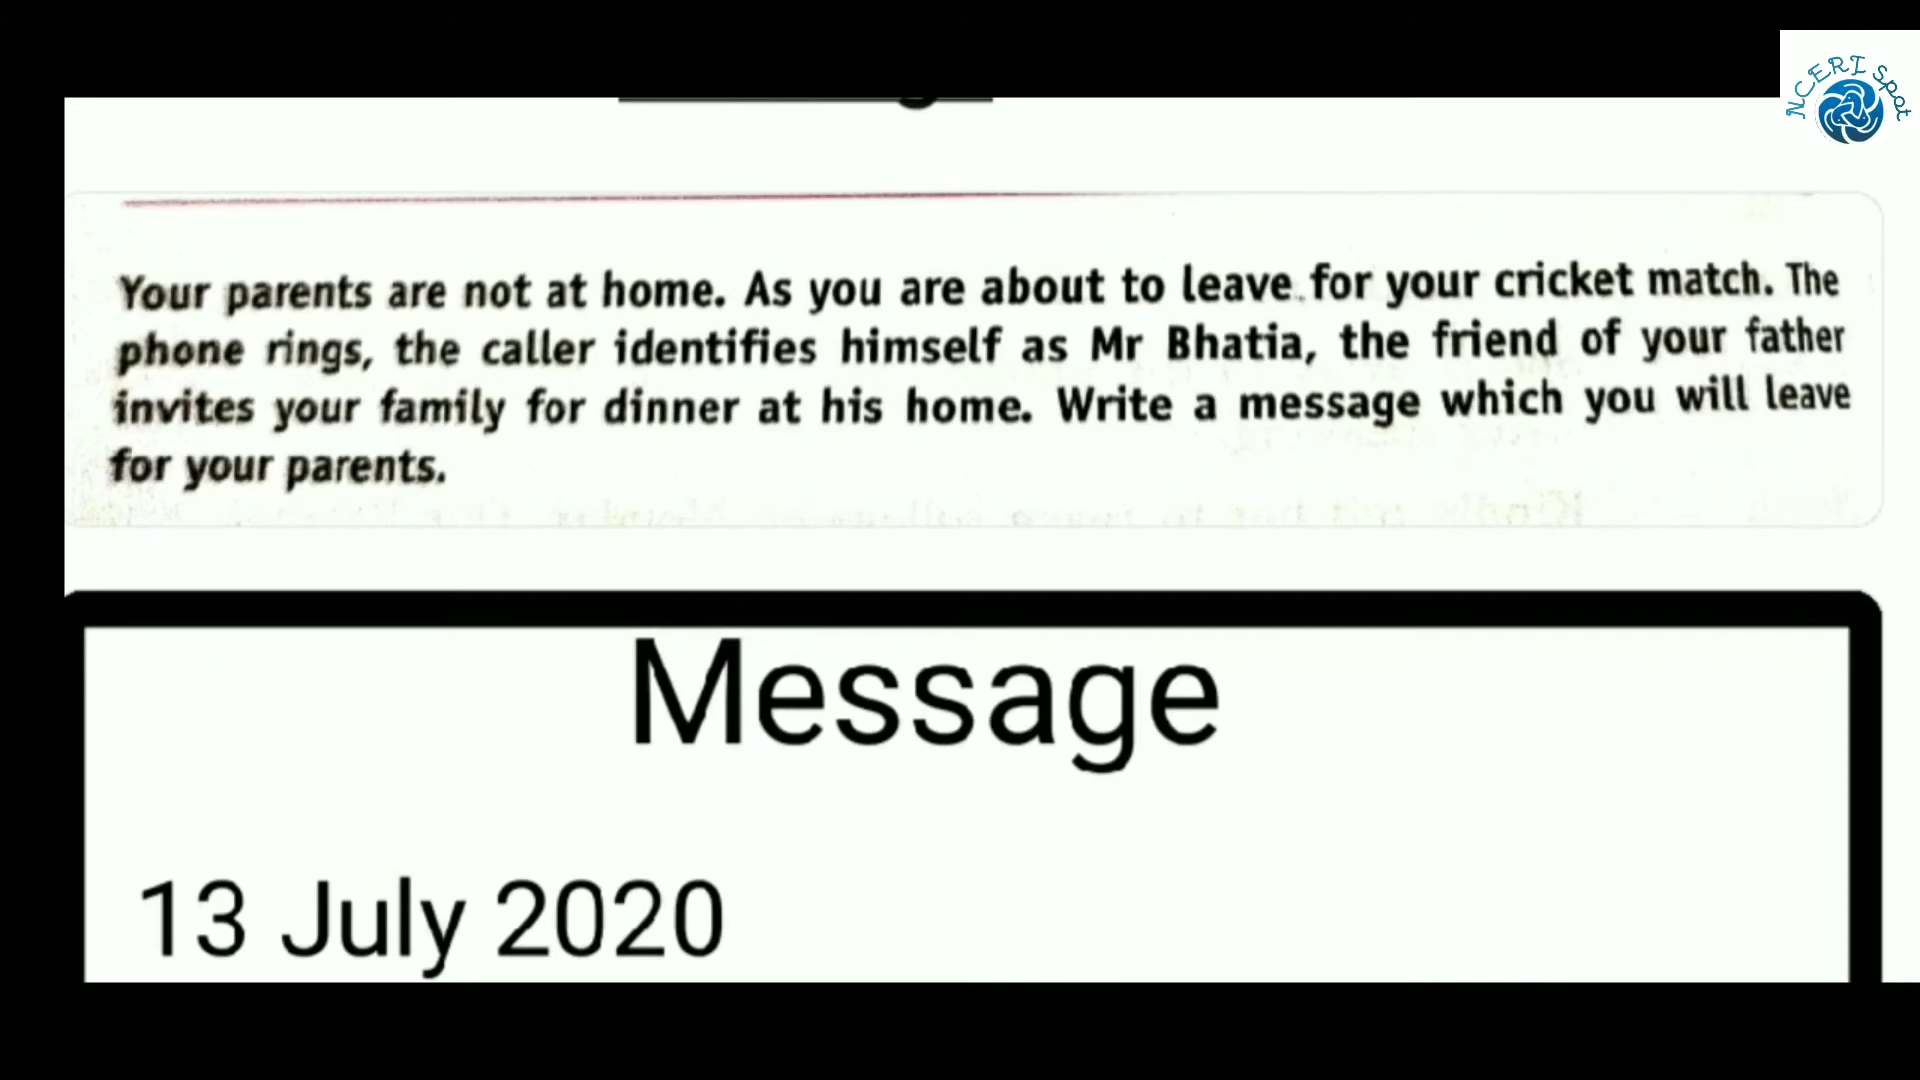 NCERT Spot
Your parents are not at home. As you are about to leave for your cricket match. The
phone rings, the caller identifies himself as Mr Bhatia, the friend of your father
invites your family for dinner at his home. Write a message which you will leave
for your parents.
Message
13 July 2020